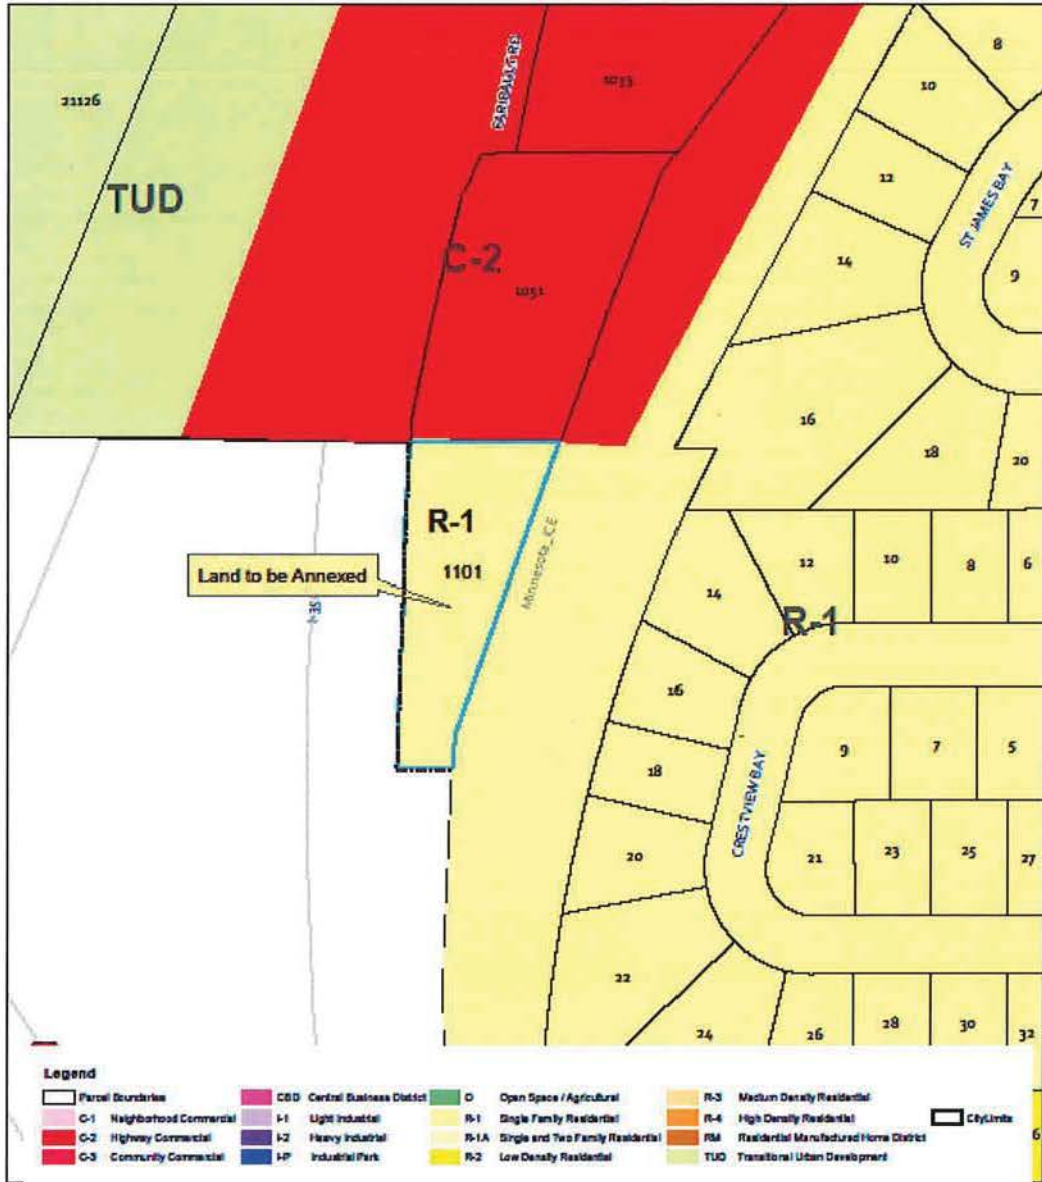 21126
TUD
FARIBAULT RD
1033
C-2
1051
8
10
12
14
ST JAMES BAY
7
9
16
18
20
R-1
1101
Minnesota_ICE
Land to be Annexed
12
10
8
6
14
R-1
16
18
9
7
5
CRESTVIEW BAY
20
21
23
25
27
22
24
26
28
30
32
6
Legend
Parcel Boundaries
C-1 Neighborhood Commercial
C-2 Highway Commercial
C-3 Community Commercial
CBD Central Business District
I-1 Light Industrial
I-2 Heavy Industrial
I-P Industrial Park
O Open Space / Agricultural
R-1 Single Family Residential
R-1A Single and Two Family Residential
R-2 Low Density Residential
R-3 Medium Density Residential
R-4 High Density Residential
RM Residential Manufactured Home District
TUD Transitional Urban Development
CityLimits